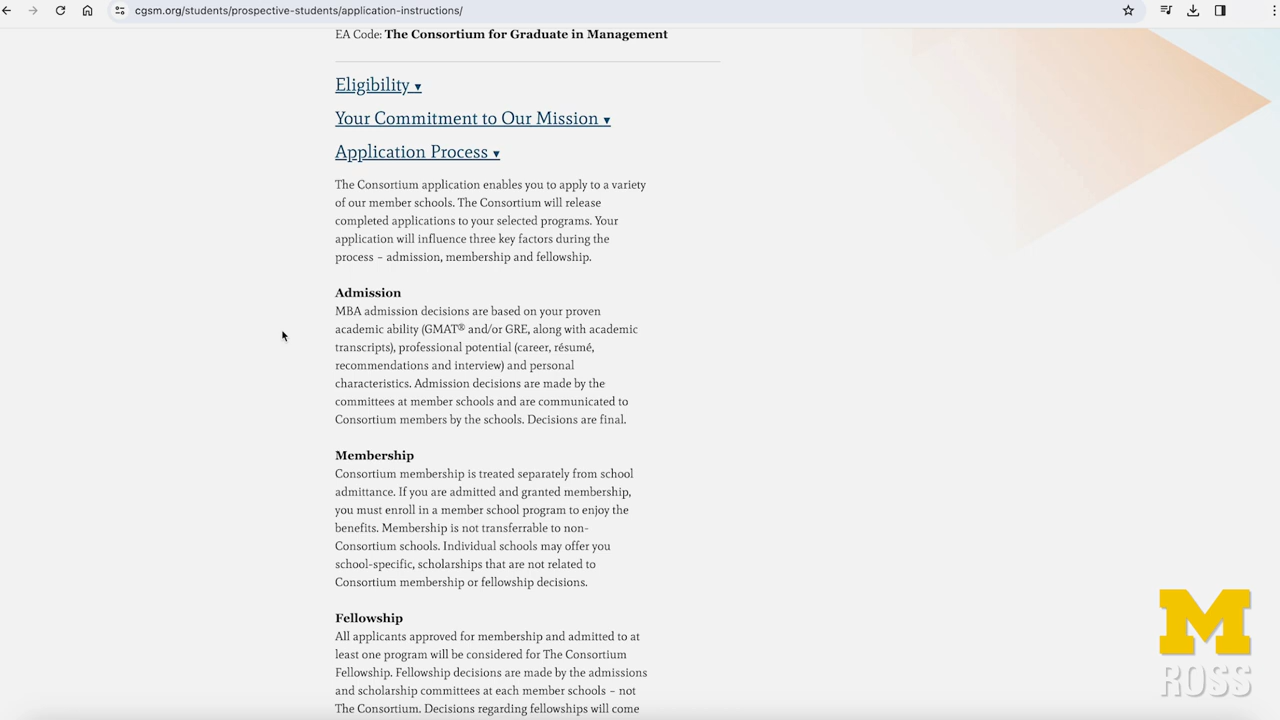 cgsm.org/students/prospective-students/application-instructions/
EA Code: The Consortium for Graduate in Management
Eligibility ▾
Your Commitment to Our Mission ▾
Application Process ▾
The Consortium application enables you to apply to a variety
of our member schools. The Consortium will release
completed applications to your selected programs. Your
application will influence three key factors during the
process – admission, membership and fellowship.
Admission
MBA admission decisions are based on your proven
academic ability (GMAT® and/or GRE, along with academic
transcripts), professional potential (career, résumé,
recommendations and interview) and personal
characteristics. Admission decisions are made by the
committees at member schools and are communicated to
Consortium members by the schools. Decisions are final.
Membership
Consortium membership is treated separately from school
admittance. If you are admitted and granted membership,
you must enroll in a member school program to enjoy the
benefits. Membership is not transferrable to non-
Consortium schools. Individual schools may offer you
school-specific, scholarships that are not related to
Consortium membership or fellowship decisions.
Fellowship
All applicants approved for membership and admitted to at
least one program will be considered for The Consortium
Fellowship. Fellowship decisions are made by the admissions
and scholarship committees at each member schools – not
The Consortium. Decisions regarding fellowships will come
M
ROSS